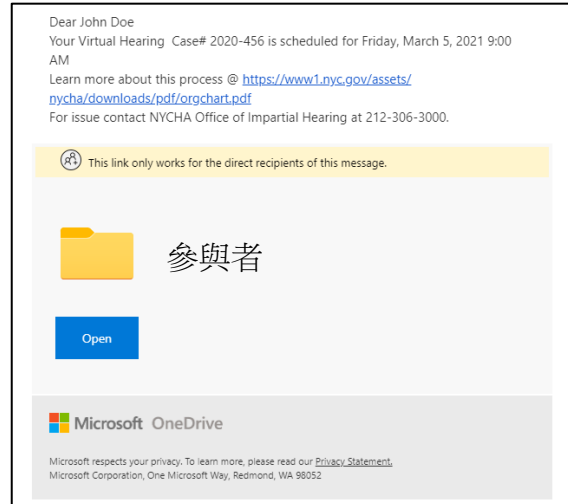 Dear John Doe
Your Virtual Hearing  Case# 2020-456 is scheduled for Friday, March 5, 2021 9:00
AM
Learn more about this process @ https://www1.nyc.gov/assets/
nycha/downloads/pdf/orgchart.pdf
For issue contact NYCHA Office of Impartial Hearing at 212-306-3000.
This link only works for the direct recipients of this message.
參與者
Open
Microsoft OneDrive
Microsoft respects your privacy. To learn more, please read our Privacy Statement.
Microsoft Corporation, One Microsoft Way, Redmond, WA 98052